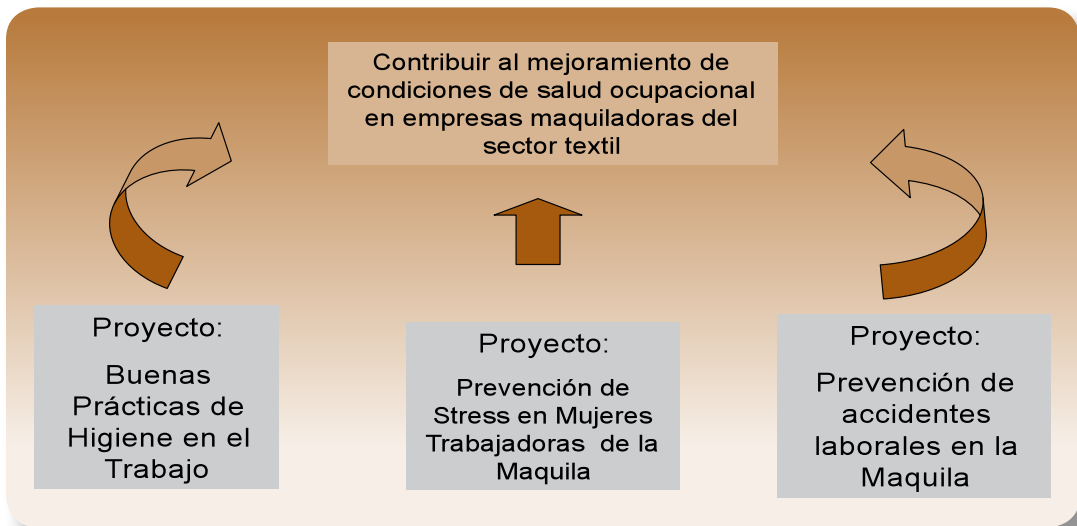 Contribuir al mejoramiento de
condiciones de salud ocupacional
en empresas maquiladoras del
sector textil
Proyecto:
Buenas
Prácticas de
Higiene en el
Trabajo
Proyecto:
Prevención de
Stress en Mujeres
Trabajadoras  de la
Maquila
Proyecto:
Prevención de
accidentes
laborales en la
Maquila